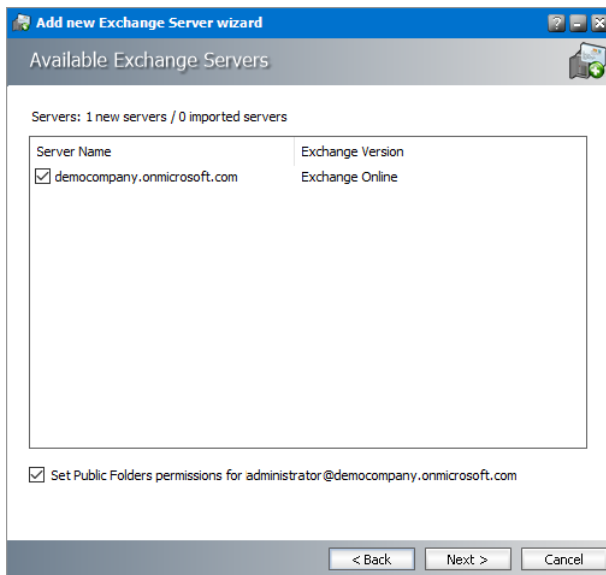 Add new Exchange Server wizard
Available Exchange Servers
Servers: 1 new servers / 0 imported servers
Server Name Exchange Version
democompany.onmicrosoft.com Exchange Online
Set Public Folders permissions for administrator@democompany.onmicrosoft.com
< Back Next > Cancel